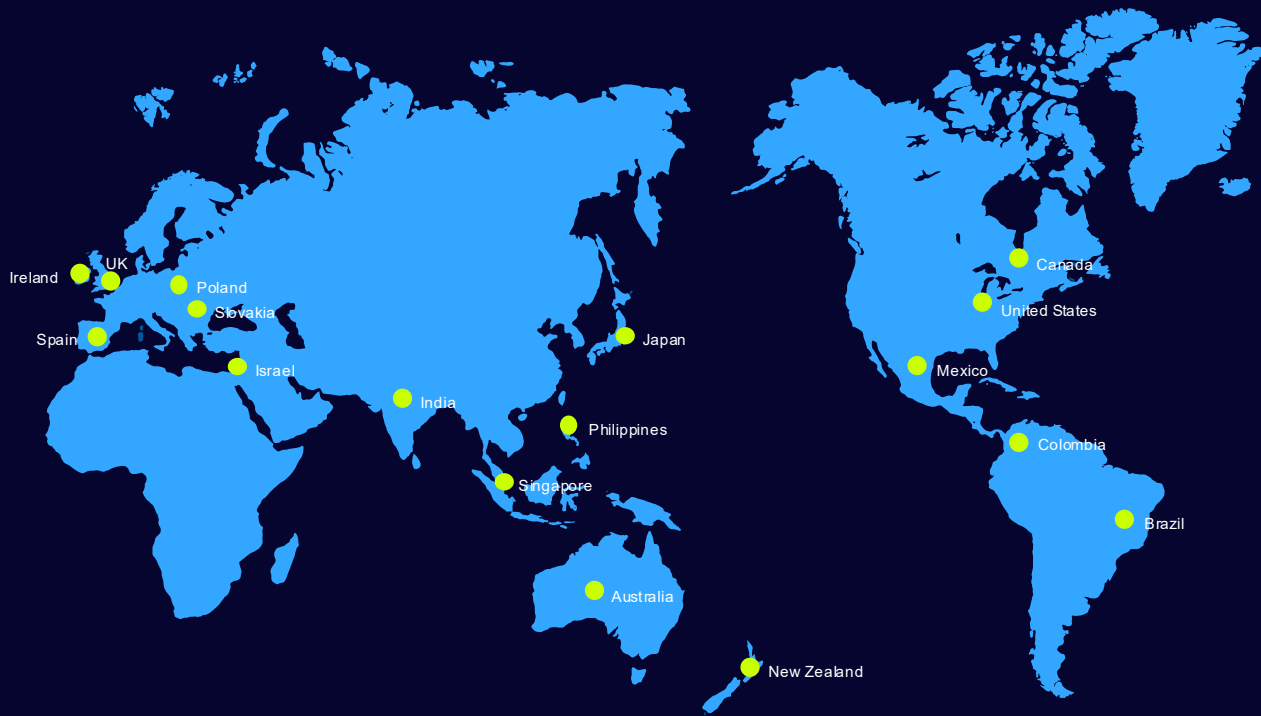 UK
Ireland
Poland
Slovakia
Spain
Israel
India
Japan
Philippines
Singapore
Australia
New Zealand
Canada
United States
Mexico
Colombia
Brazil